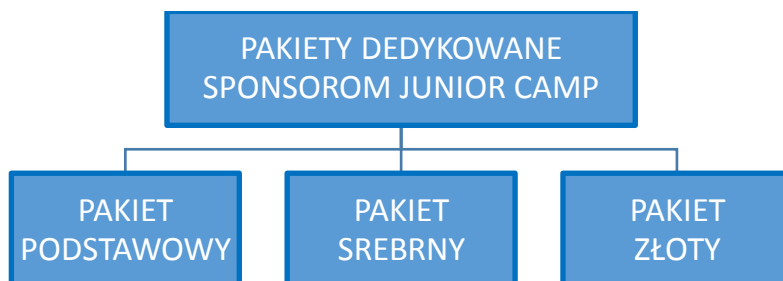 PAKIETY DEDYKOWANE
SPONSOROM JUNIOR CAMP
PAKIET
PODSTAWOWY
PAKIET
SREBRNY
PAKIET
ZŁOTY